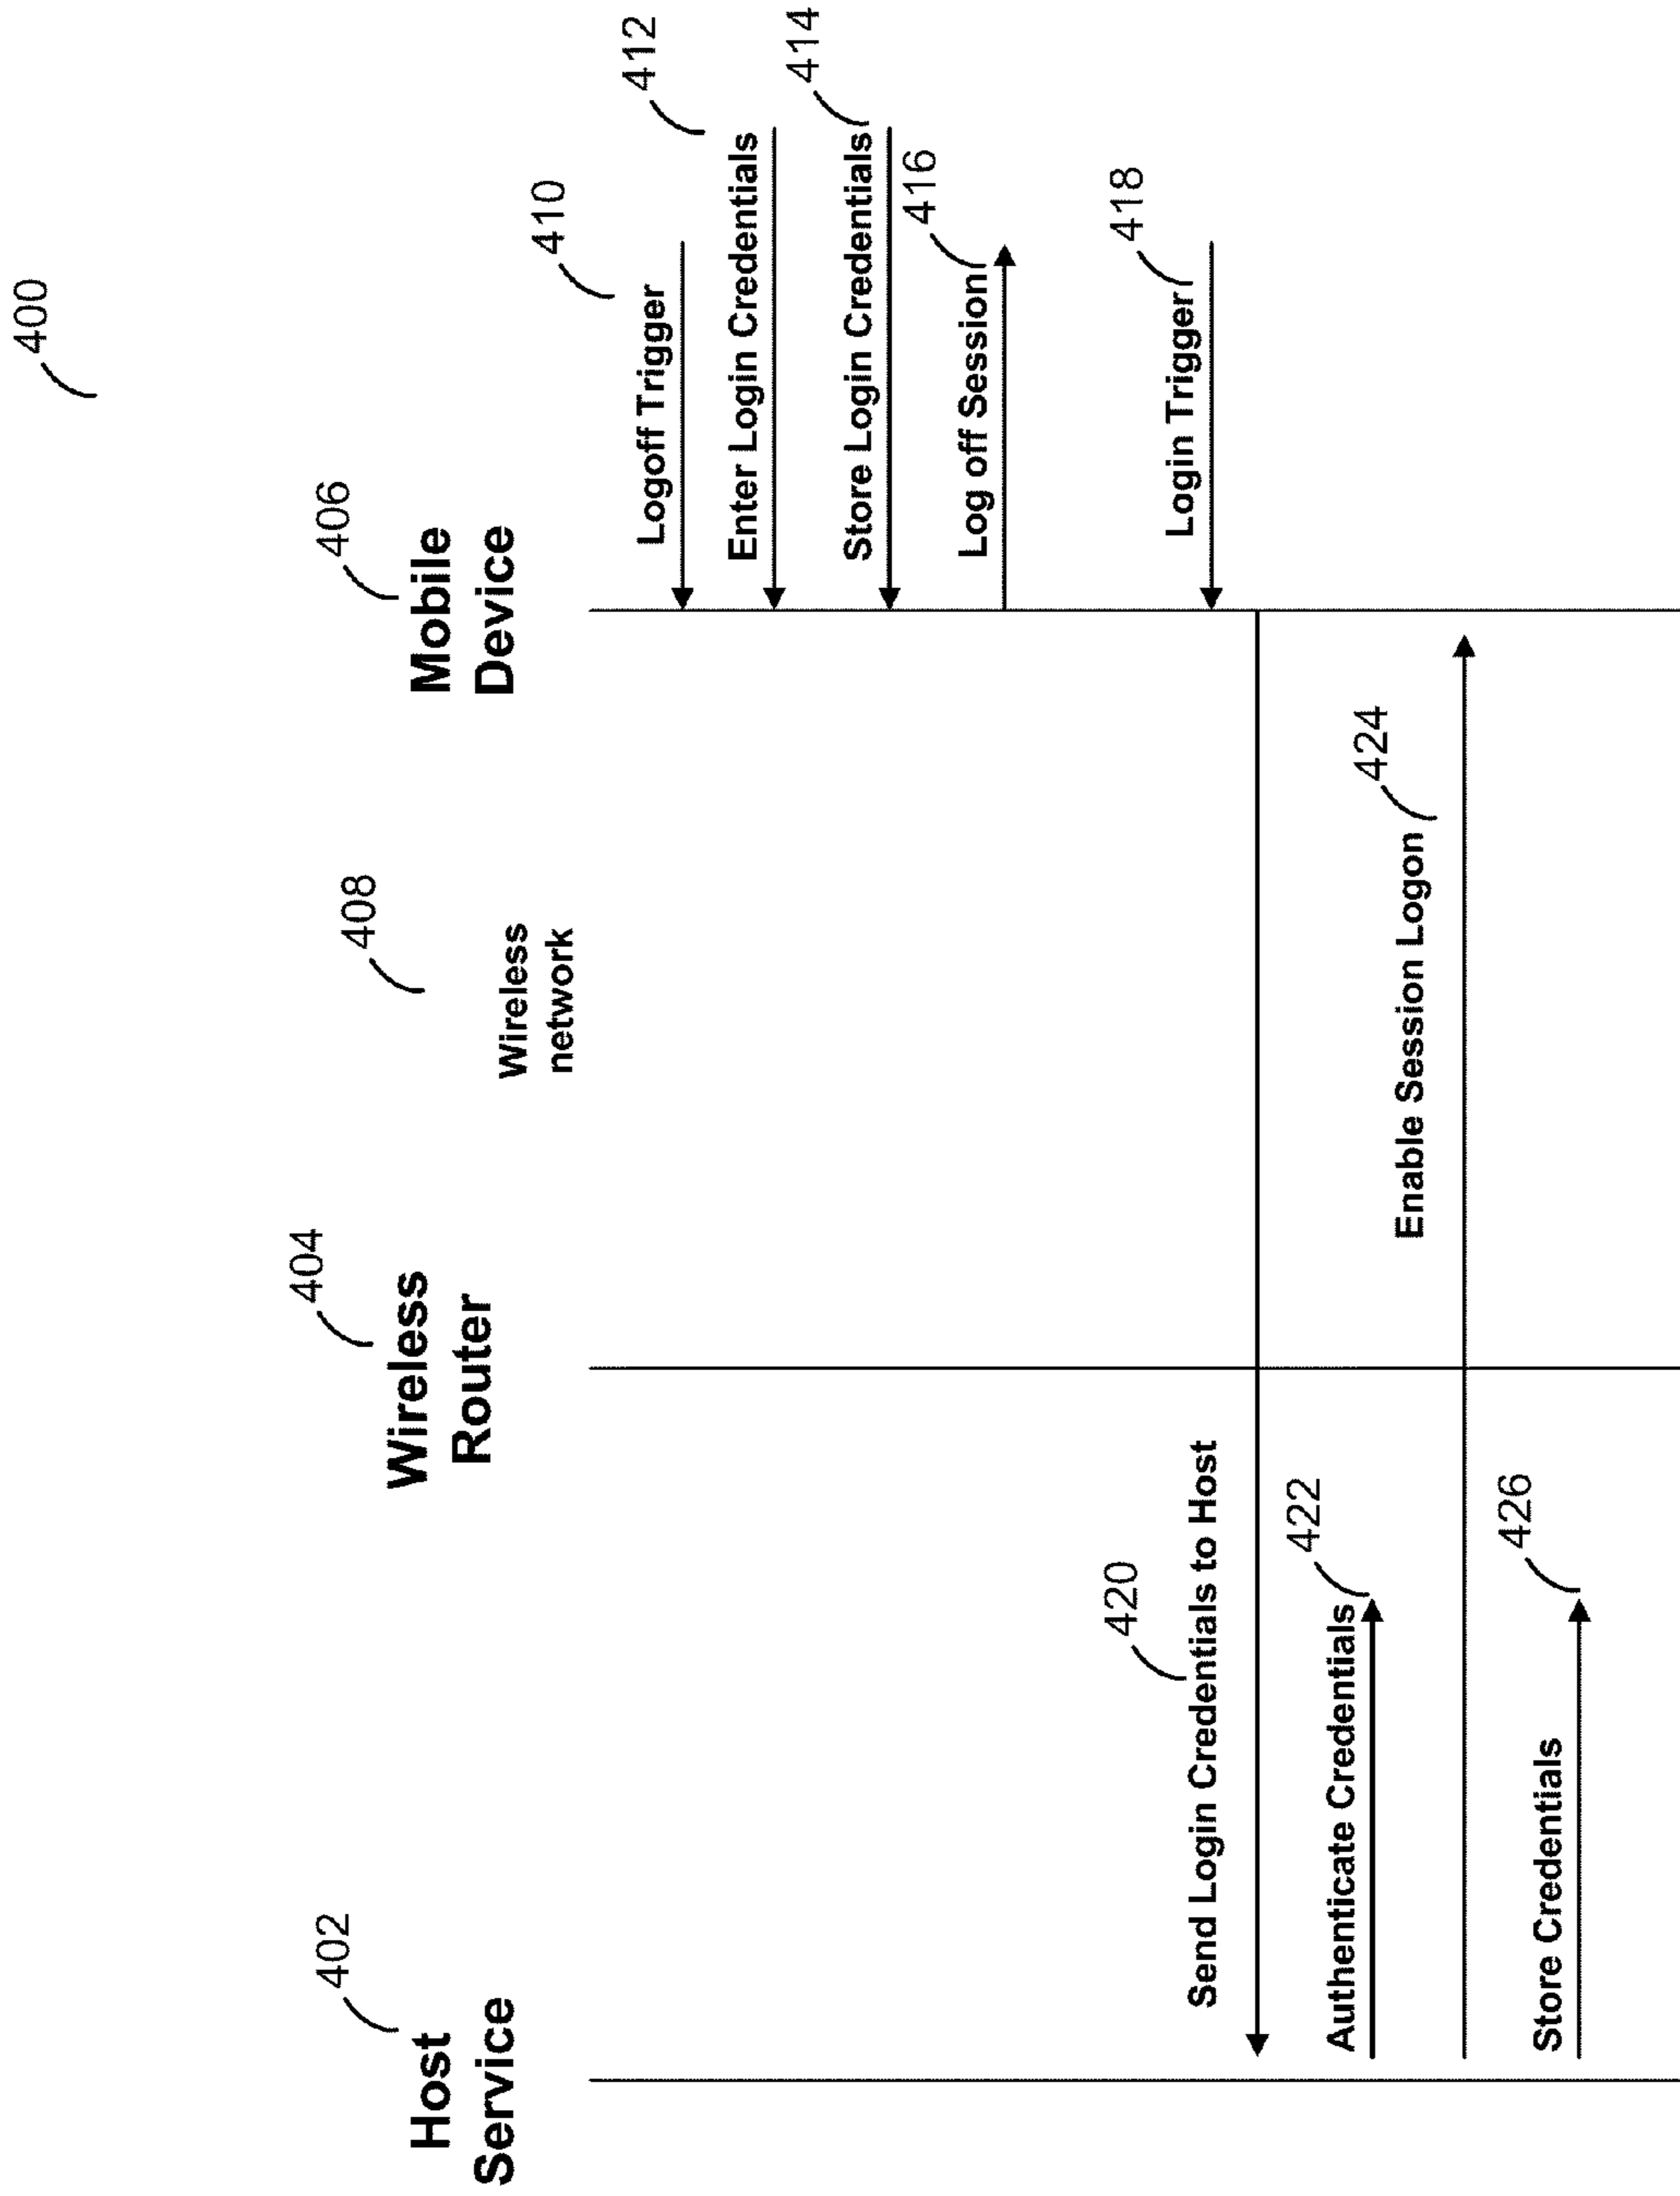 400
402
Host
Service
404
Wireless
Router
408
Wireless
network
406
Mobile
Device
410
Logoff Trigger
412
Enter Login Credentials
414
Store Login Credentials
416
Log off Session
418
Login Trigger
420
Send Login Credentials to Host
422
Authenticate Credentials
424
Enable Session Logon
426
Store Credentials